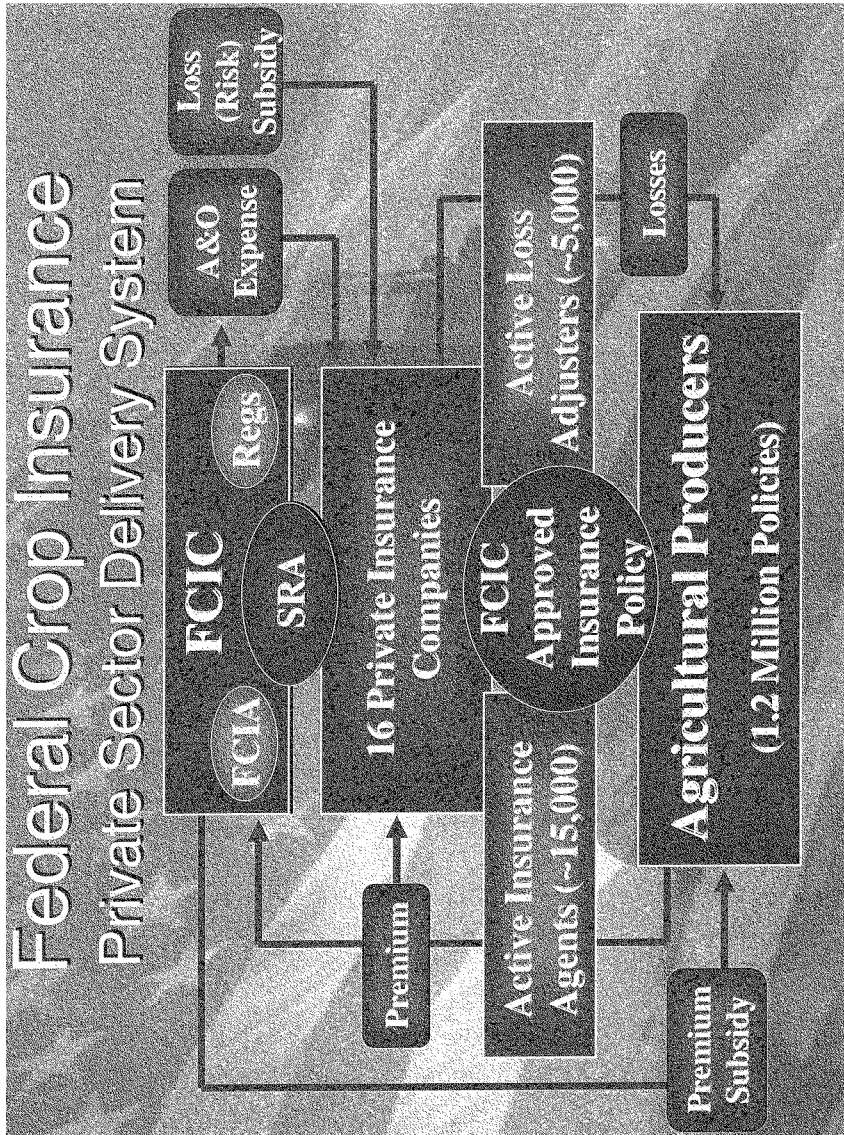 Federal Crop Insurance
Private Sector Delivery System
FCIC
FCIA
Regs
SRA
A&O
Expense
Loss
(Risk)
Subsidy
Premium
16 Private Insurance
Companies
Active Insurance
Agents (~15,000)
FCIC
Approved
Insurance
Policy
Active Loss
Adjusters (~5,000)
Premium
Subsidy
Agricultural Producers
(1.2 Million Policies)
Losses